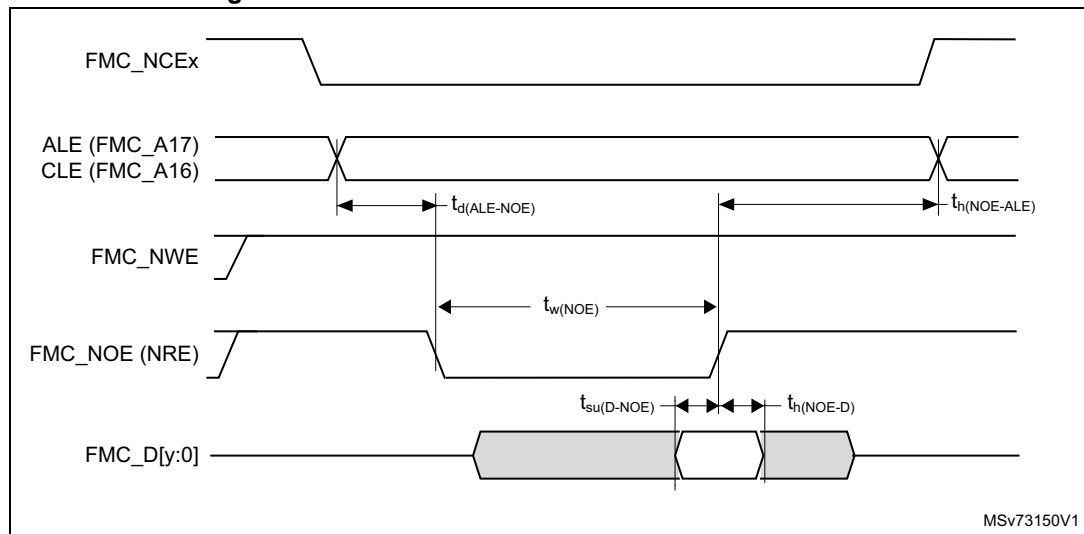 g
FMC_NCEx
ALE (FMC_A17)
CLE (FMC_A16)
td(ALE-NOE)
th(NOE-ALE)
FMC_NWE
tw(NOE)
FMC_NOE (NRE)
tsu(D-NOE)
th(NOE-D)
FMC_D[y:0]
MSv73150V1